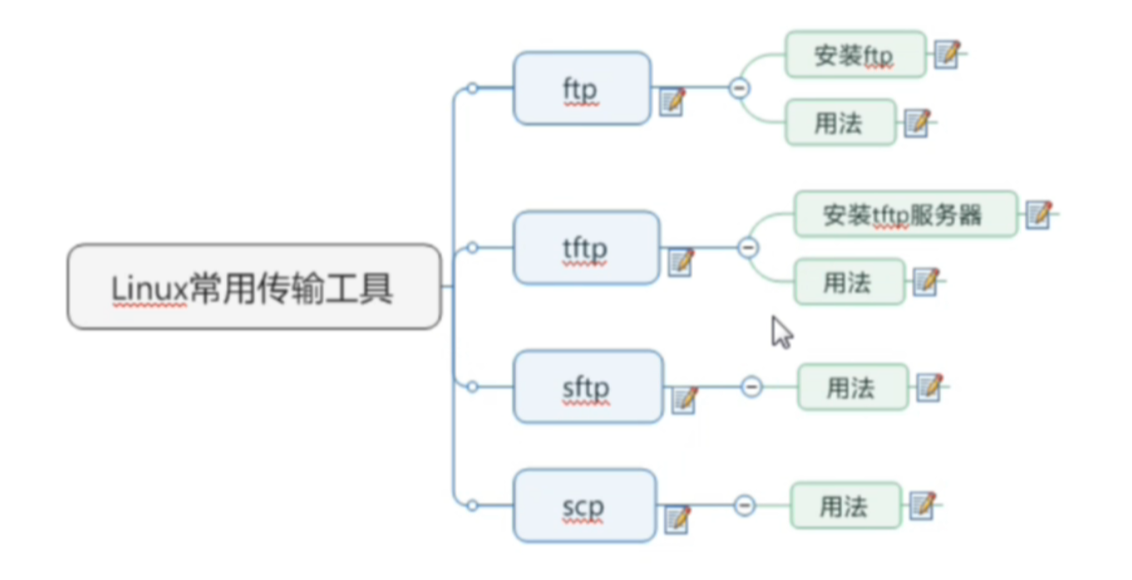 Linux常用传输工具
ftp
安装ftp
用法
tftp
安装tftp服务器
用法
sftp
用法
scp
用法